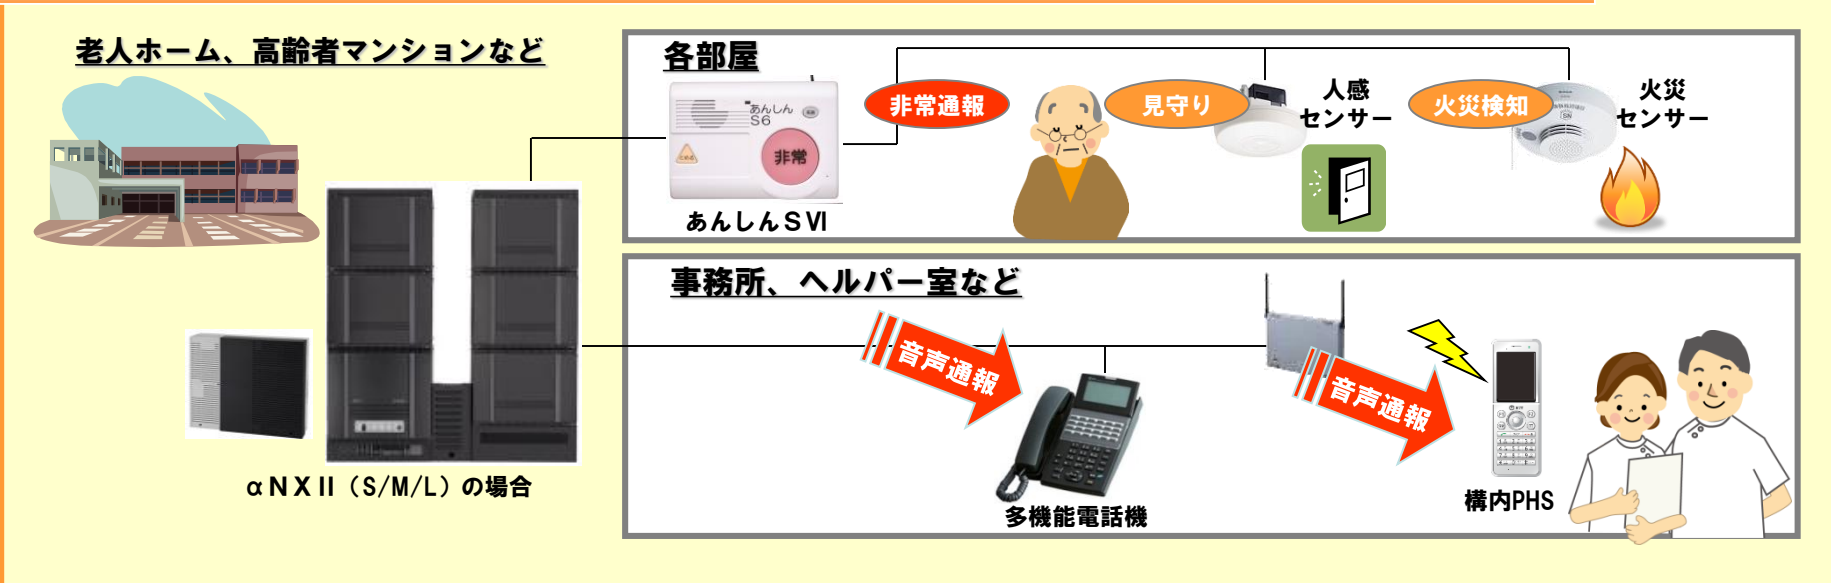 老人ホーム、高齢者マンションなど
各部屋
あんしん
S6
非常
あんしんＳⅥ
非常通報
見守り
人感
センサー
火災検知
火災
センサー
αＮＸⅡ（S/M/L）の場合
事務所、ヘルパー室など
音声通報
多機能電話機
音声通報
構内PHS